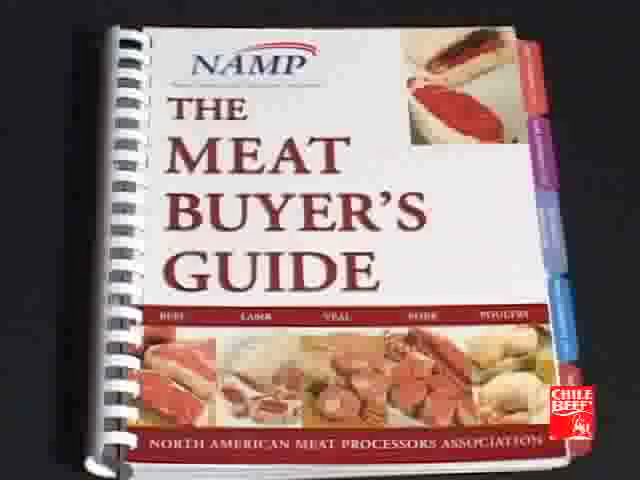 NAMP
THE
MEAT
BUYER'S
GUIDE
BEEF LAMB VEAL PORK POULTRY
NORTH AMERICAN MEAT PROCESSORS ASSOCIATION
CHILE
BEEF